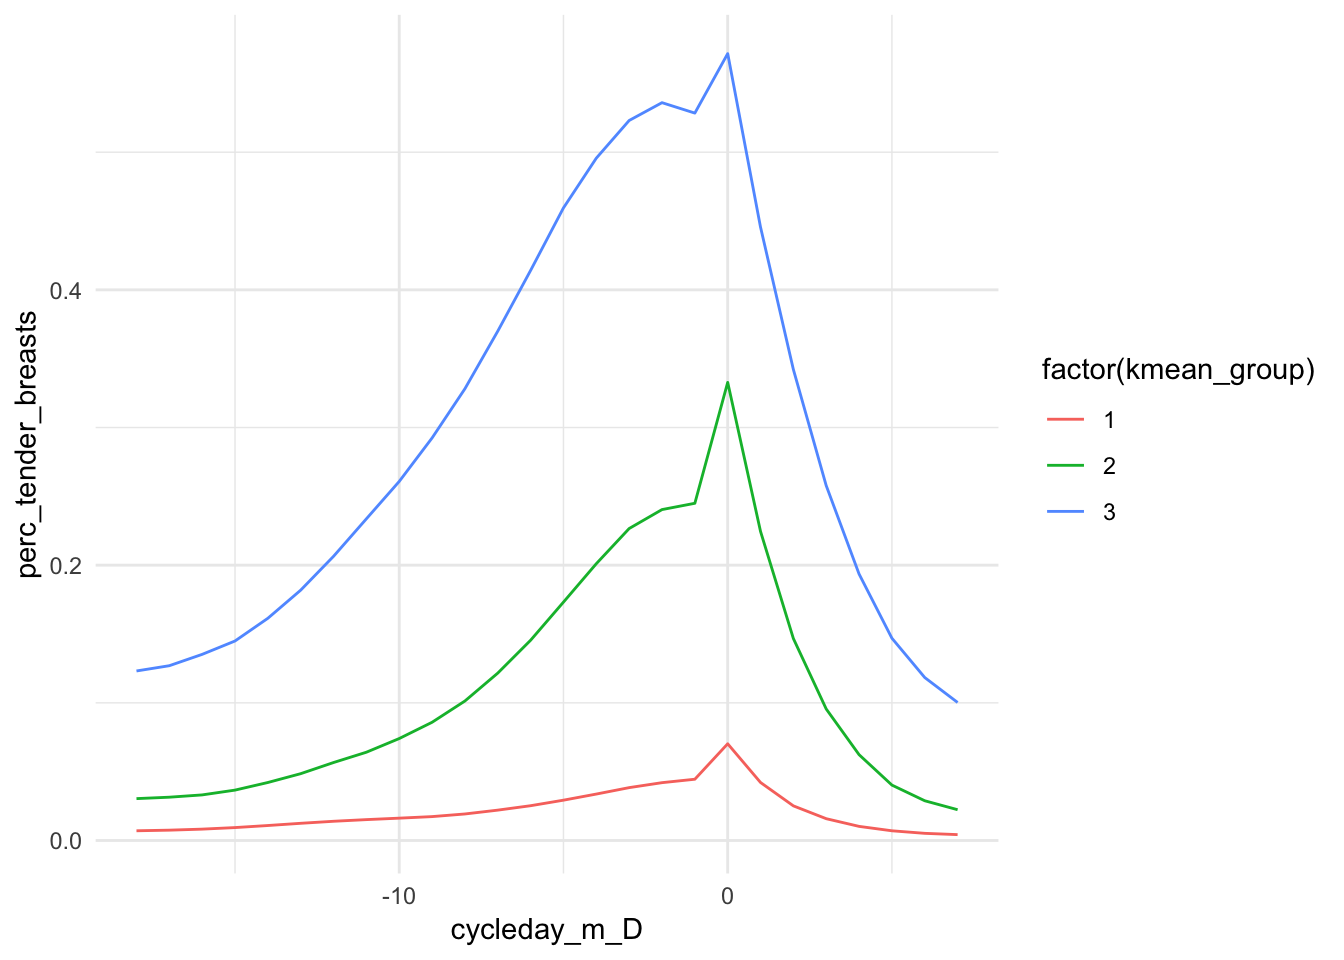 perc_tender_breasts
0.4
0.2
0.0
-10 0
cycleday_m_D
factor(kmean_group)
1
2
3